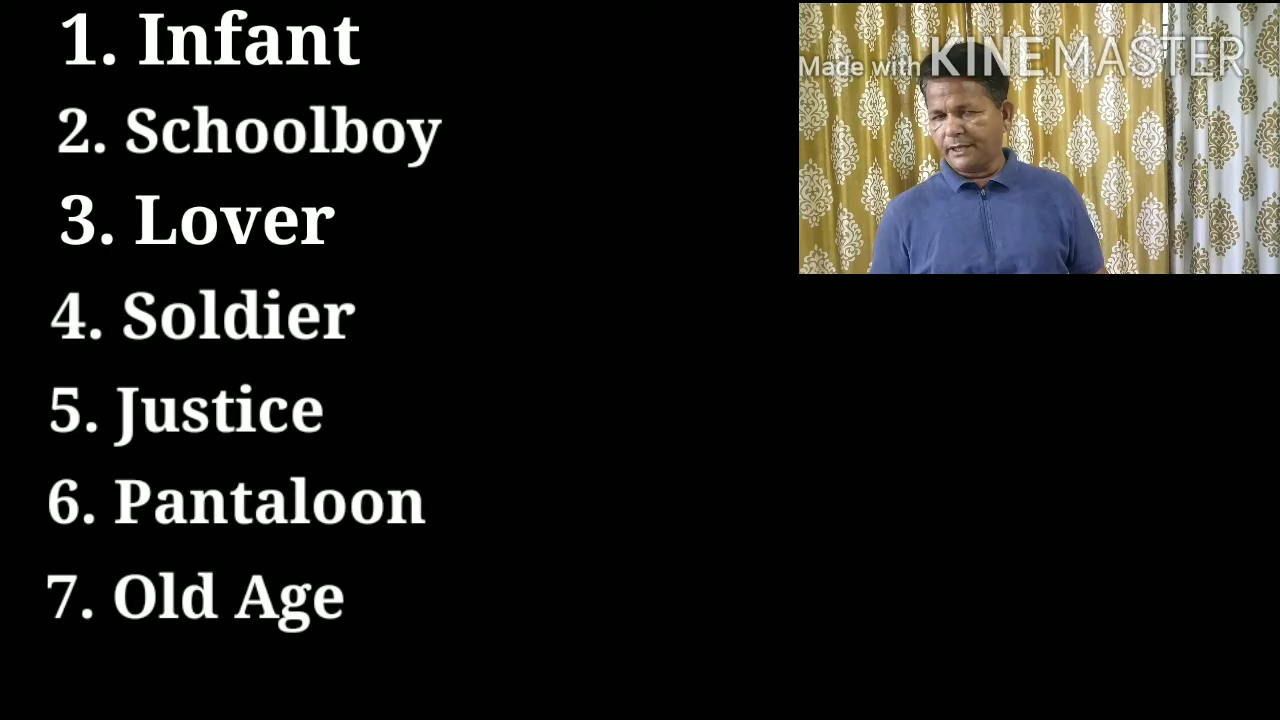 1. Infant
2. Schoolboy
3. Lover
4. Soldier
5. Justice
6. Pantaloon
7. Old Age
Made with KINEMASTER